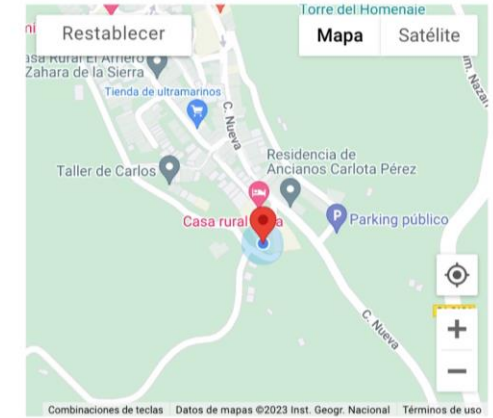 Torre del Homenaje
Restablecer
Mapa
Satélite
Zahara de la Sierra
Tienda de ultramarinos
C. Nueva
Taller de Carlos
Residencia de
Ancianos Carlota Pérez
Casa rural
Parking público
C. Nueva
Combinaciones de teclas
Datos de mapas ©2023 Inst. Geogr. Nacional
Términos de uso